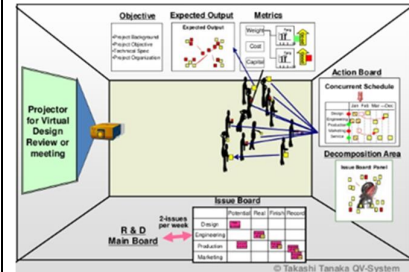 Objective
•Project Background
•Project Objective
•Technical Spec
•Project Organization
Expected Output
Expected Output
Metrics
Weight
Cost
Capital
Action Board
Concurrent Schedule
Jan Feb Mar ~ Dec
Design
Engineering
Production
Marketing
Service
Decomposition Area
Issue Board Panel
Projector
for Virtual
Design
Review or
meeting
Issue Board
Potential Real Finish Record
Design
Engineering
Production
Marketing
2-Issues
per week
R & D
Main Board
© Takashi Tanaka QV-System